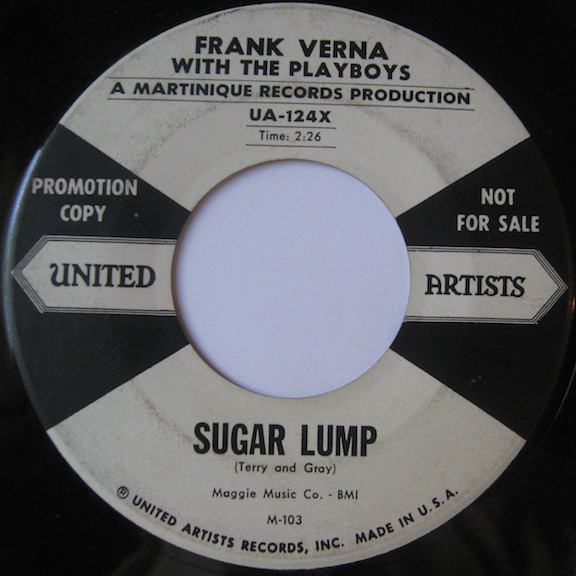 FRANK VERNA
WITH THE PLAYBOYS
A MARTINIQUE RECORDS PRODUCTION
UA-124X
Time: 2:26
PROMOTION
COPY
NOT
FOR SALE
UNITED
ARTISTS
SUGAR LUMP
(Terry and Gray)
Maggie Music Co. - BMI
M-103
® UNITED ARTISTS RECORDS, INC. MADE IN U.S.A.